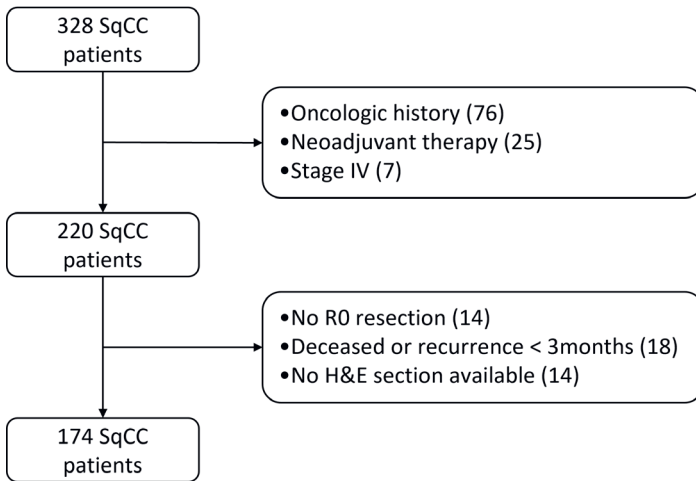 328 SqCC
patients
•Oncologic history (76)
•Neoadjuvant therapy (25)
•Stage IV (7)
220 SqCC
patients
•No R0 resection (14)
•Deceased or recurrence < 3months (18)
•No H&E section available (14)
174 SqCC
patients